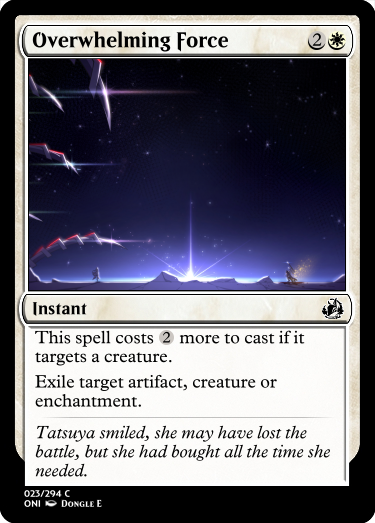 Overwhelming Force 2
Instant
This spell costs 2 more to cast if it
targets a creature.
Exile target artifact, creature or
enchantment.
Tatsuya smiled, she may have lost the
battle, but she had bought all the time she
needed.
023/294 C
ONI DONGLE E